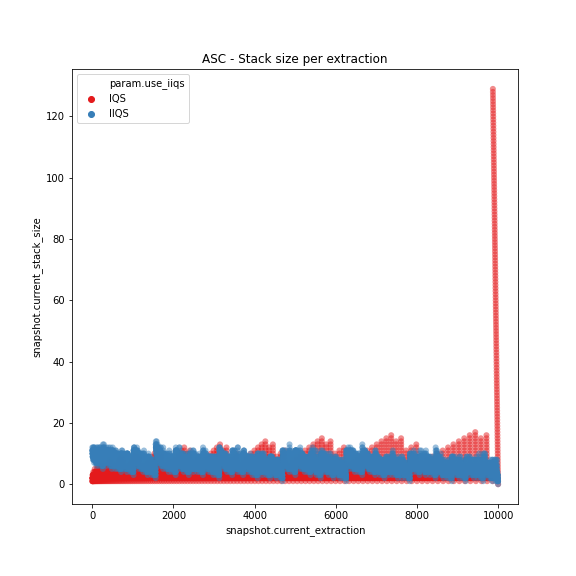 ASC - Stack size per extraction
param.use_iiqs
IQS
IIQS
120
100
80
60
40
20
0
snapshot.current_stack_size
0
2000
4000
6000
8000
10000
snapshot.current_extraction